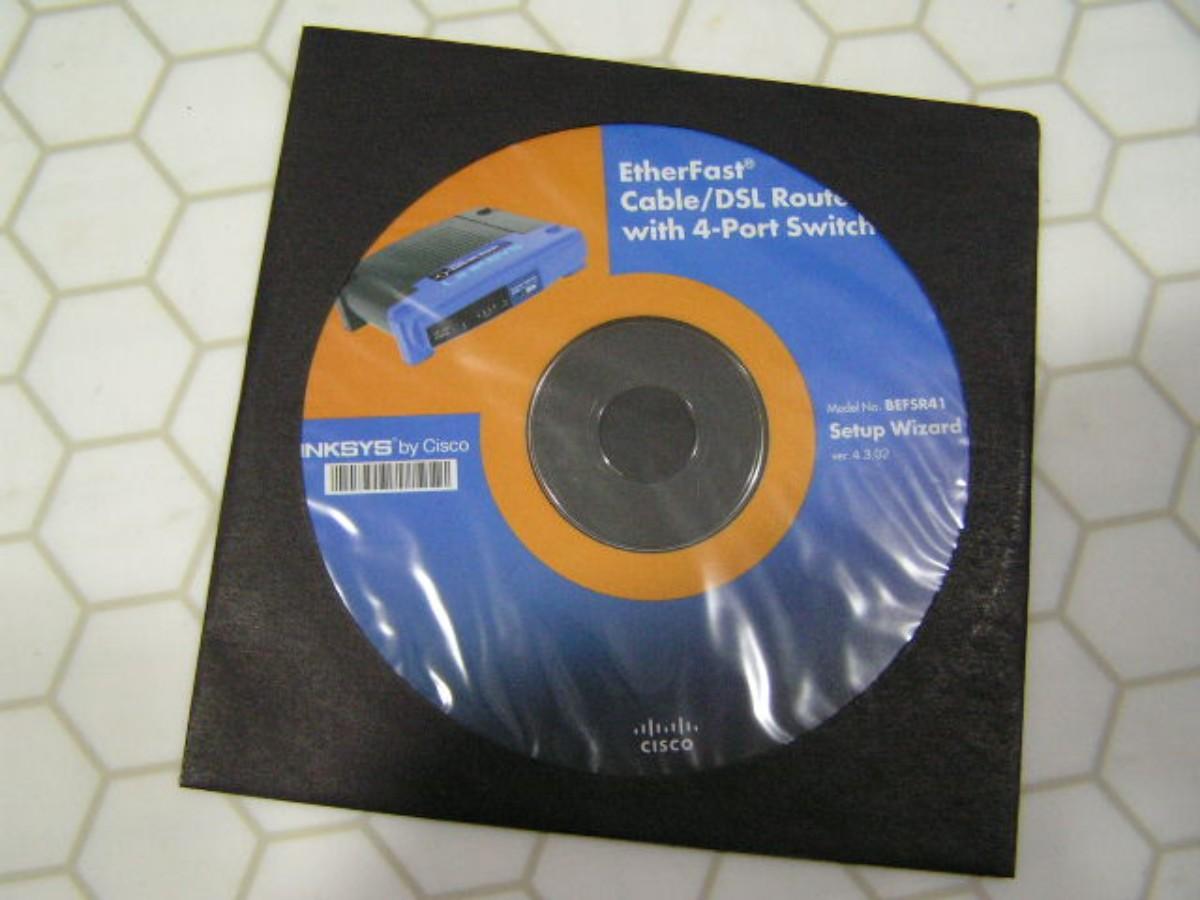 EtherFast®
Cable/DSL Route
with 4-Port Switch
Model No. BEFSR41
Setup Wizard
ver. 4.3.02
INKSYS® by Cisco
CISCO